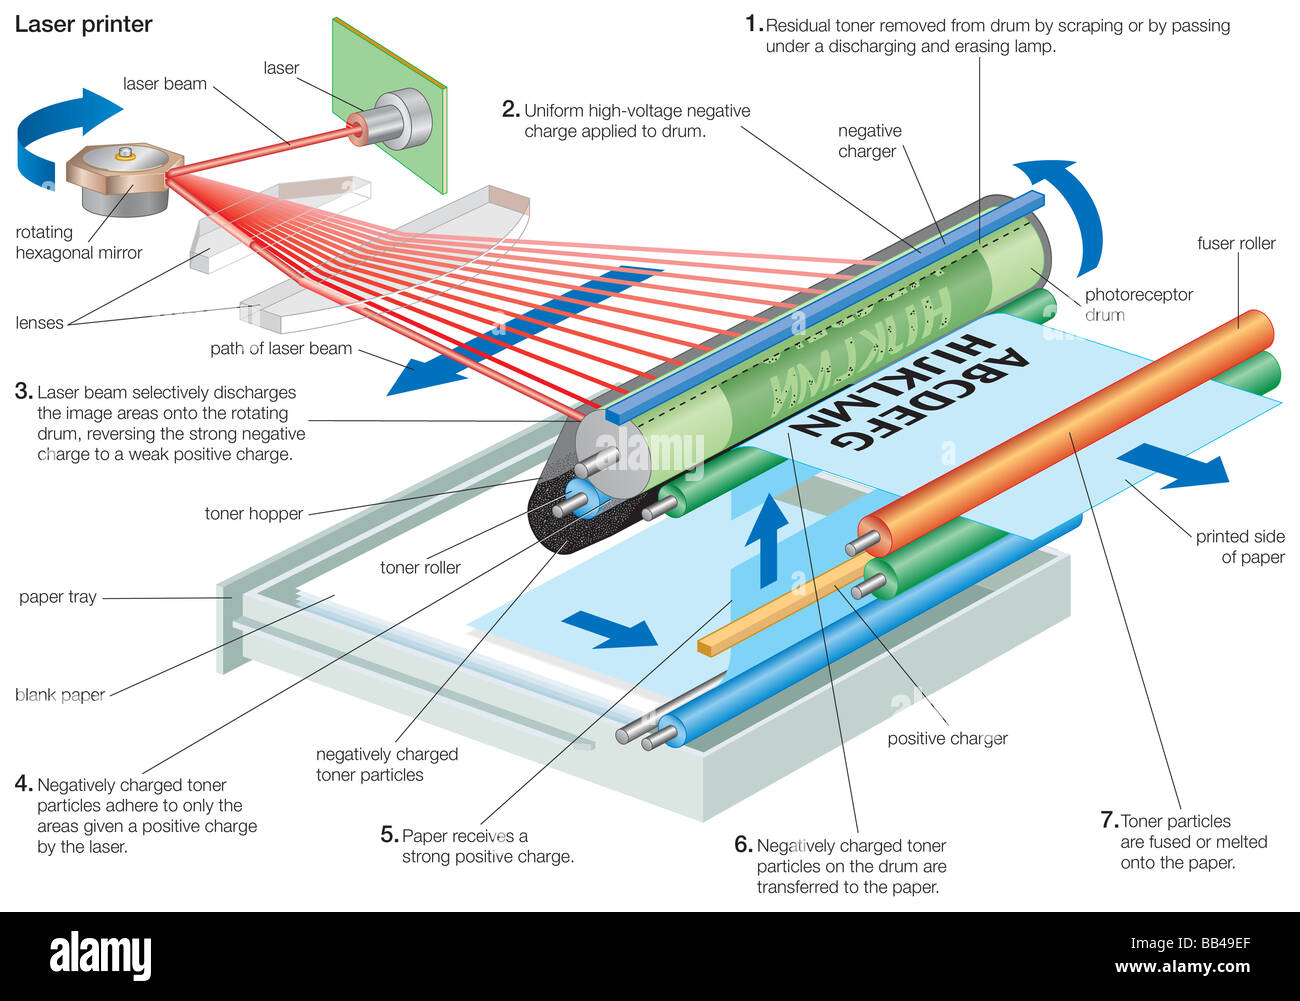 Laser printer
1. Residual toner removed from drum by scraping or by passing
under a discharging and erasing lamp.
laser
laser beam
2. Uniform high-voltage negative
charge applied to drum.
negative
charger
rotating
hexagonal mirror
fuser roller
photoreceptor
drum
lenses
path of laser beam
3. Laser beam selectively discharges
the image areas onto the rotating
drum, reversing the strong negative
charge to a weak positive charge.
ABCDEFG
HIJKLMN
HIJKLMN
toner hopper
toner roller
printed side
of paper
paper tray
blank paper
negatively charged
toner particles
positive charger
4. Negatively charged toner
particles adhere to only the
areas given a positive charge
by the laser.
5. Paper receives a
strong positive charge.
6. Negatively charged toner
particles on the drum are
transferred to the paper.
7. Toner particles
are fused or melted
onto the paper.
alamy
a
a
a
a
a
alamy
alamy
alamy
Image ID: BB49EF
www.alamy.com